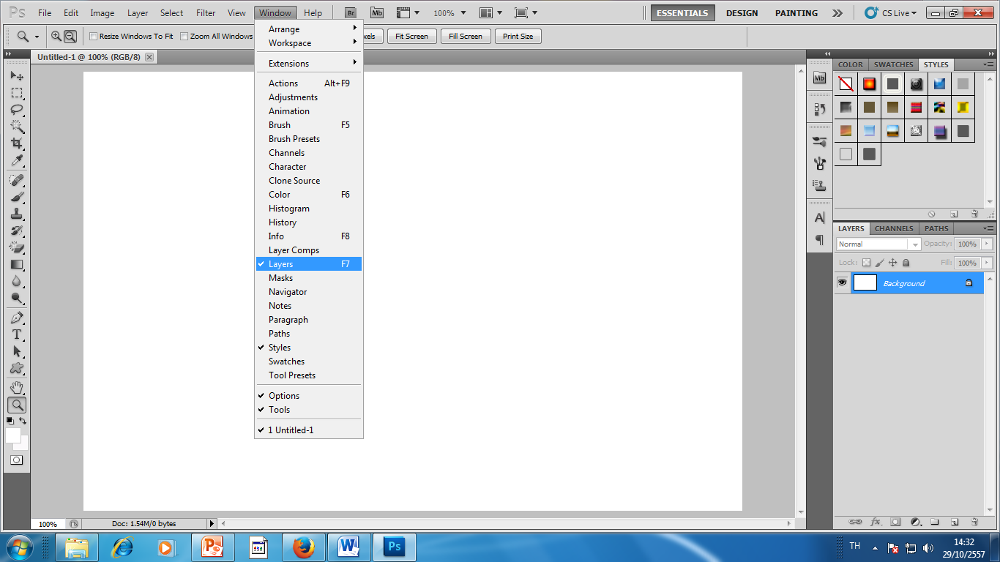 Ps File Edit Image Layer Select Filter View Window Help Br Mb 100% ESSENTIALS DESIGN PAINTING CS Live
Resize Windows To Fit Zoom All Windows xels Fit Screen Fill Screen Print Size
Untitled-1 @ 100% (RGB/8)
Arrange
Workspace
Extensions
Actions Alt+F9
Adjustments
Animation
Brush F5
Brush Presets
Channels
Character
Clone Source
Color F6
Histogram
History
Info F8
Layer Comps
Layers F7
Masks
Navigator
Notes
Paragraph
Paths
Styles
Swatches
Tool Presets
Options
Tools
1 Untitled-1
T
Mb
A
COLOR SWATCHES STYLES
LAYERS CHANNELS PATHS
Normal Opacity: 100%
Lock: Fill: 100%
Background
fx
100% Doc: 1.54M/0 bytes
P W Ps TH 14:32
29/10/2557